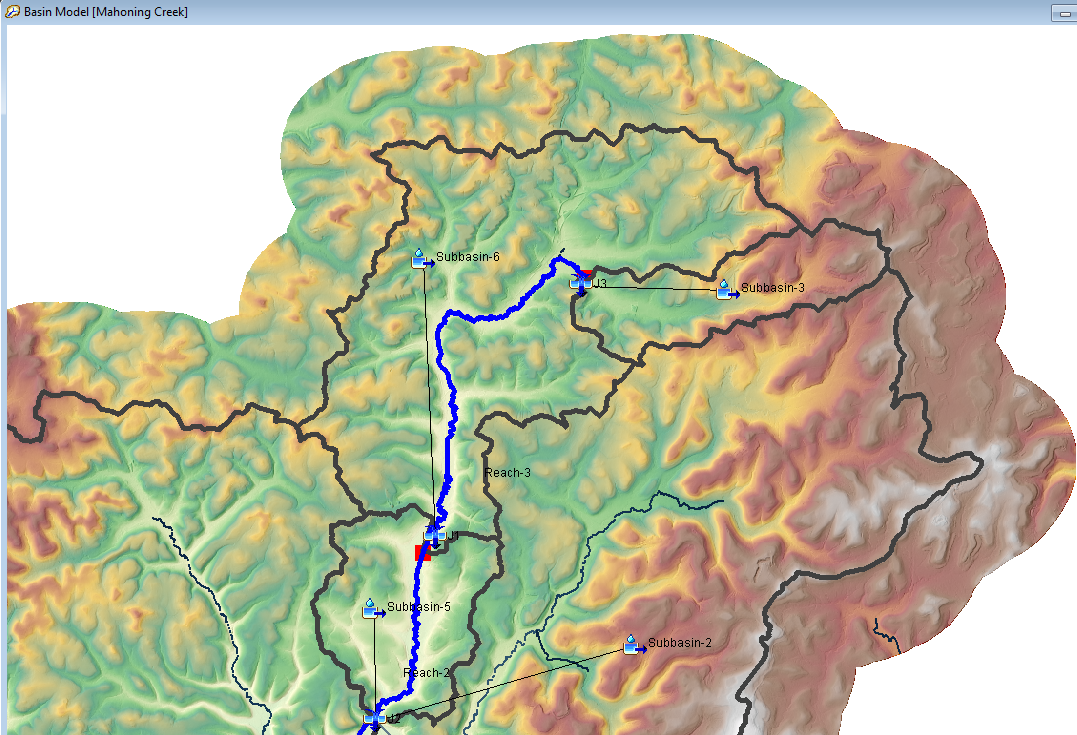 Basin Model [Mahoning Creek]
Subbasin-6
J3
Subbasin-3
Reach-3
J1
Subbasin-5
Subbasin-2
Reach-2
J2